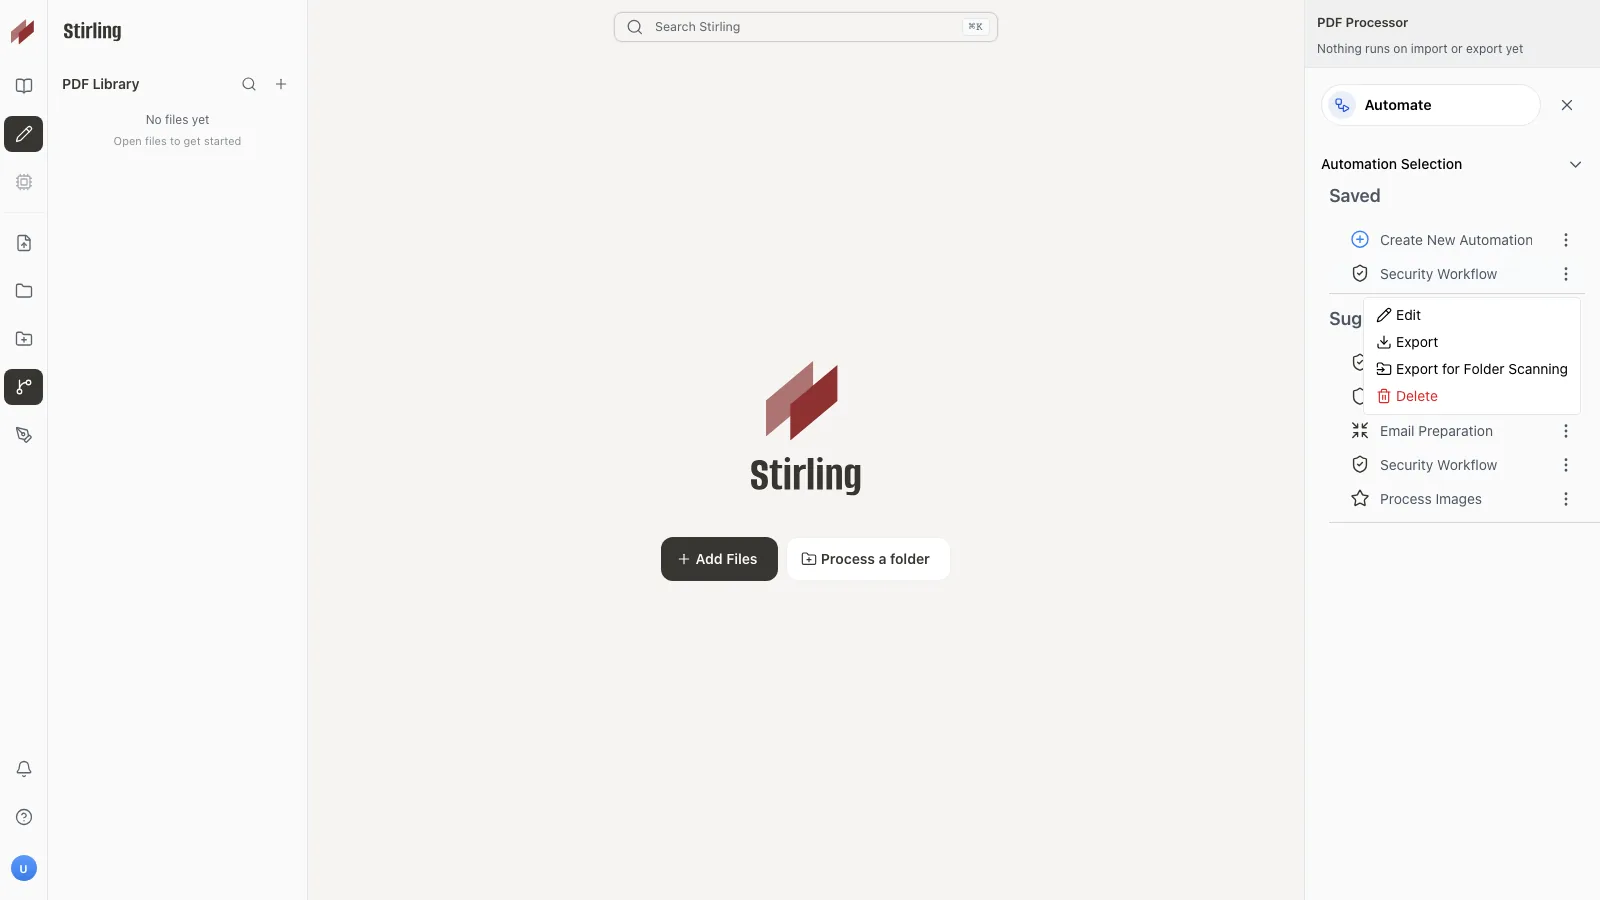 Stirling
Search Stirling
⌘K
PDF Processor
Nothing runs on import or export yet
PDF Library
No files yet
Open files to get started
Automate
Automation Selection
Saved
Create New Automation
Security Workflow
Sug
Edit
Export
Export for Folder Scanning
Delete
Email Preparation
Security Workflow
Process Images
Stirling
Add Files
Process a folder
U